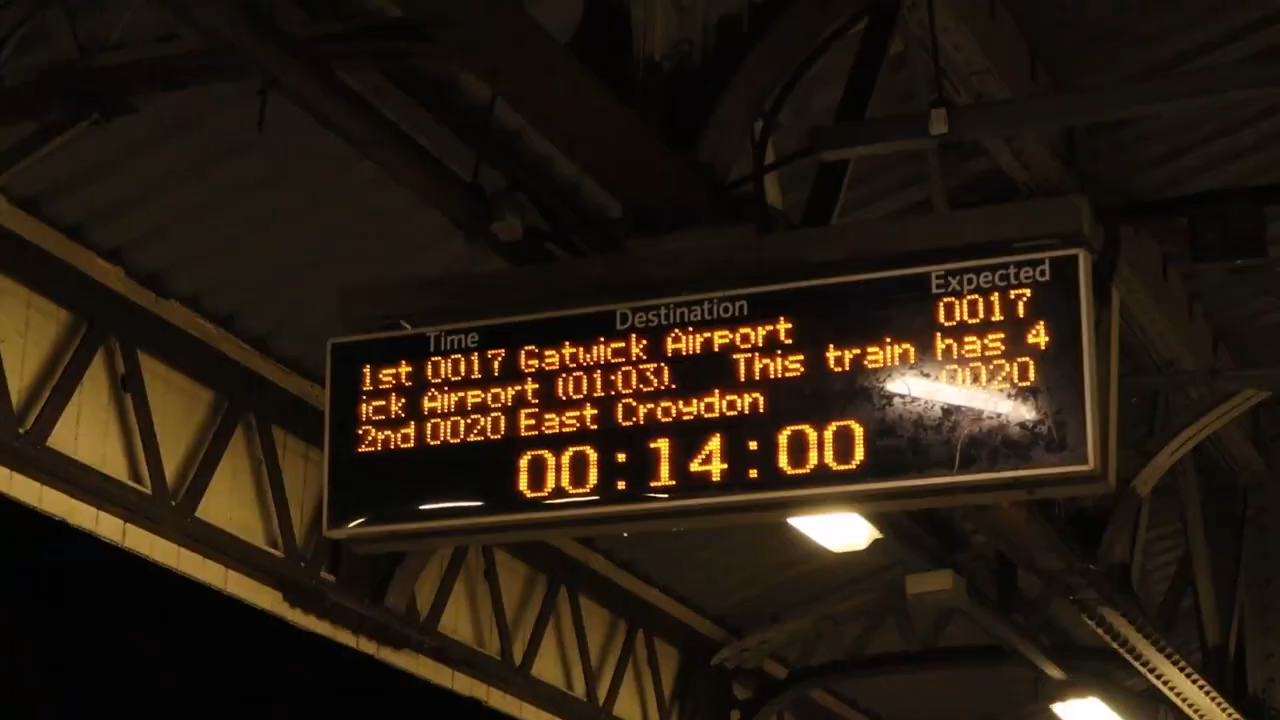 Time Destination Expected
1st 0017 Gatwick Airport 0017
ick Airport (01:03). This train has 4
2nd 0020 East Croydon 0020
00:14:00